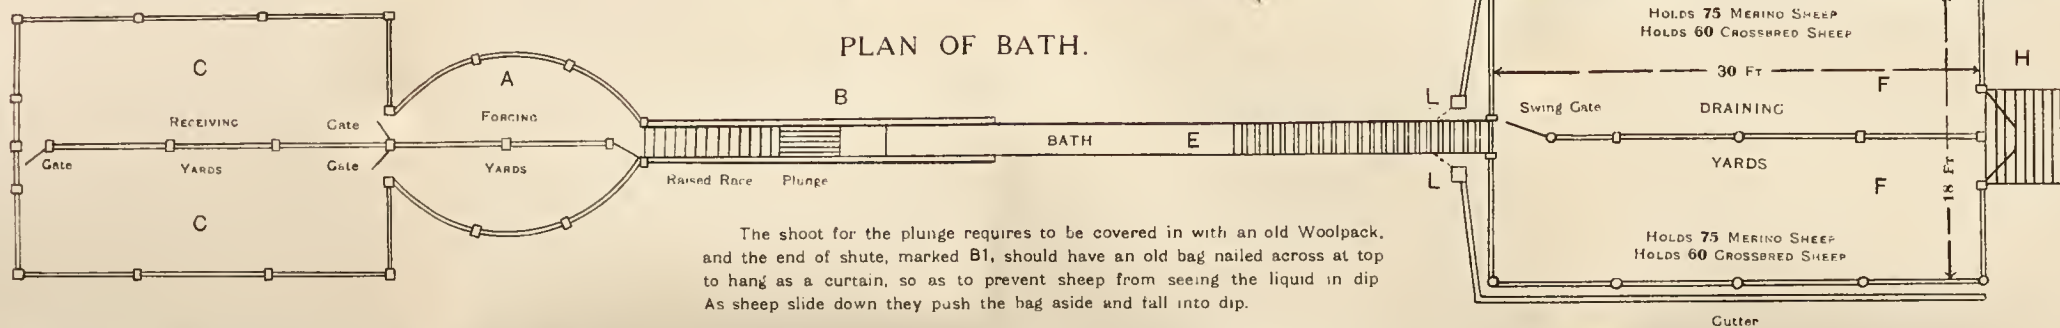 PLAN OF BATH.
C
RECEIVING
YARDS
C
Gate
Gate
Gate
A
FORCING
YARDS
B
Raised Race
Plunge
BATH
E
The shoot for the plunge requires to be covered in with an old Woolpack,
and the end of shute, marked B1, should have an old bag nailed across at top
to hang as a curtain, so as to prevent sheep from seeing the liquid in dip
As sheep slide down they push the bag aside and fall into dip.
L
L
HOLDS 75 MERINO SHEEP
HOLDS 60 CROSSBRED SHEEP
30 FT
F
Swing Gate
DRAINING
YARDS
F
18 FT
HOLDS 75 MERINO SHEEP
HOLDS 60 CROSSBRED SHEEP
H
Gutter